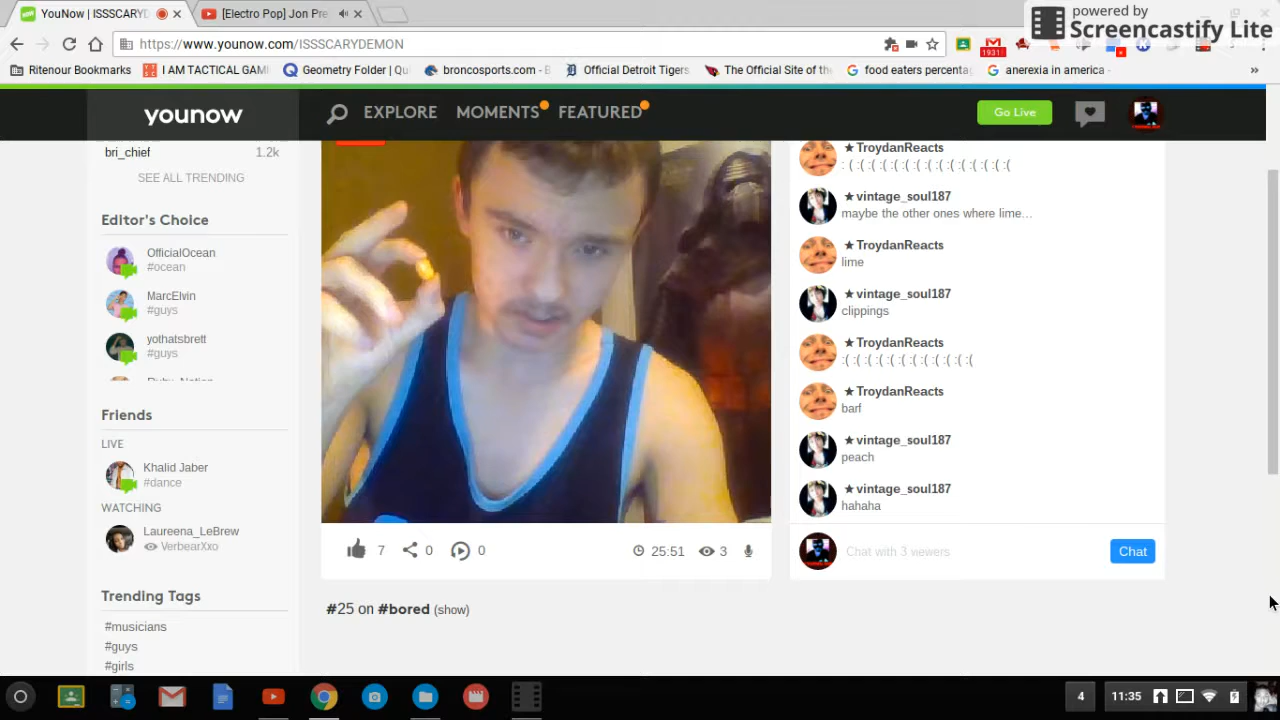 YouNow | ISSSCARYD
[Electro Pop] Jon Pre
powered by
Screencastify Lite
https://www.younow.com/ISSSCARYDEMON
1931
Ritenour Bookmarks
I AM TACTICAL GAMI
Geometry Folder | Qui
broncosports.com - B
Official Detroit Tigers
The Official Site of the
food eaters percentag
anerexia in america -
»
younow
EXPLORE
MOMENTS
FEATURED
Go Live
bri_chief
1.2k
SEE ALL TRENDING
Editor's Choice
OfficialOcean
#ocean
MarcElvin
#guys
yothatsbrett
#guys
Friends
LIVE
Khalid Jaber
#dance
WATCHING
Laureena_LeBrew
VerbearXxo
Trending Tags
#musicians
#guys
#girls
7
0
0
25:51
3
#25 on #bored (show)
★TroydanReacts
: ( :( :( :( :( :( :( :( :( :( :( :( :(
★vintage_soul187
maybe the other ones where lime…
★TroydanReacts
lime
★vintage_soul187
clippings
★TroydanReacts
:( :( :( :( :( :( :( :( :( :( :(
★TroydanReacts
barf
★vintage_soul187
peach
★vintage_soul187
hahaha
Chat with 3 viewers
Chat
4
11:35